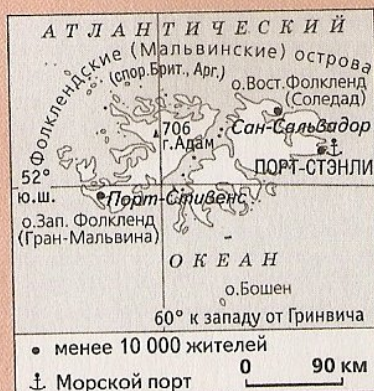 АТЛАНТИЧЕСКИЙ
Фолклендские (Мальвинские) острова
(спор.Брит., Арг.)
о.Вост.Фолкленд
(Соледад)
706
г.Адам
Сан-Сальвадор
ПОРТ-СТЭНЛИ
52°
ю.ш.
Порт-Стивенс
о.Зап. Фолкленд
(Гран-Мальвина)
ОКЕАН
о.Бошен
60° к западу от Гринвича
менее 10 000 жителей
Морской порт
0 90 км